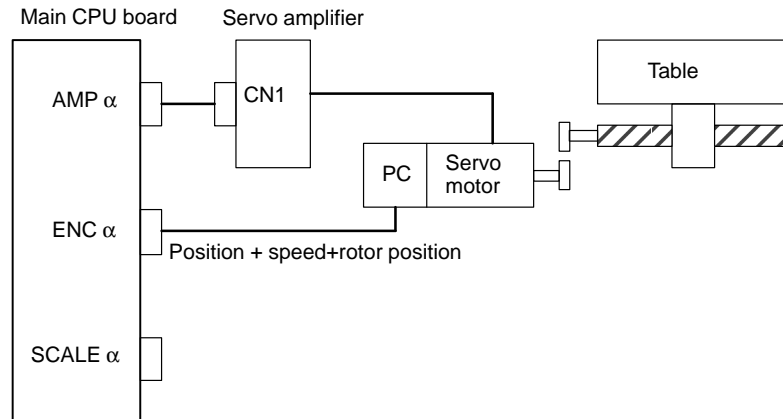 Main CPU board
Servo amplifier
AMP α
CN1
Table
PC
Servo
motor
ENC α
Position + speed+rotor position
SCALE α